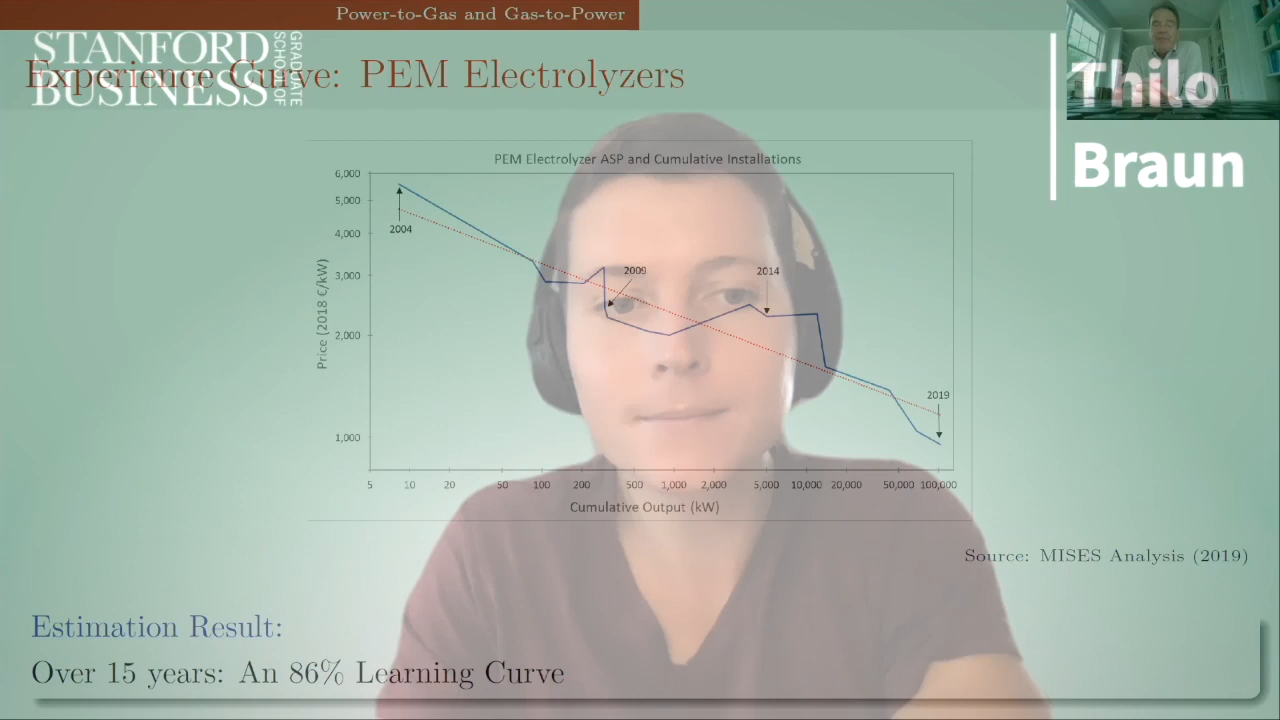 Power-to-Gas and Gas-to-Power
STANFORD
BUSINESS
GRADUATE
SCHOOL OF
Experience Curve: PEM Electrolyzers
Thilo
Braun
PEM Electrolyzer ASP and Cumulative Installations
6,000
5,000
4,000
3,000
2,000
1,000
Price (2018 €/kW)
2004
2009
2014
2019
5 10 20 50 100 200 500 1,000 2,000 5,000 10,000 20,000 50,000 100,000
Cumulative Output (kW)
Source: MISES Analysis (2019)
Estimation Result:
Over 15 years: An 86% Learning Curve